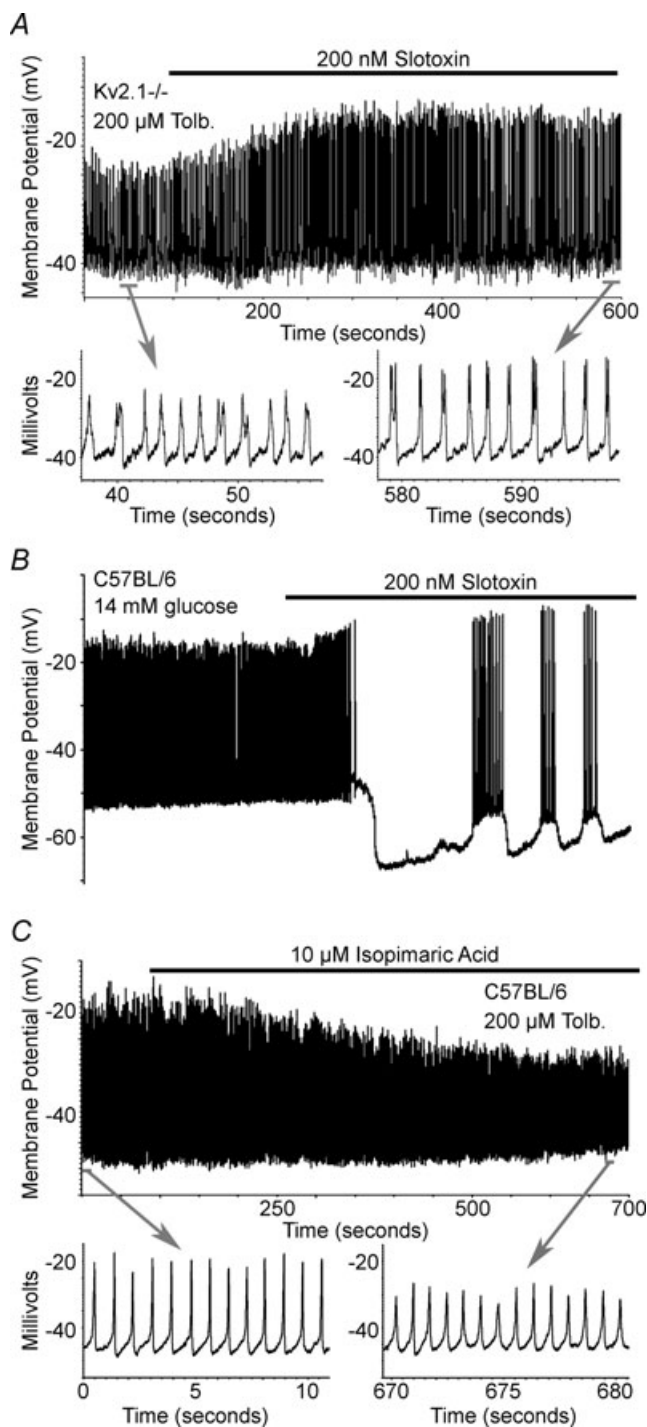 A
200 nM Slotoxin
Kv2.1-/-
200 µM Tolb.
Membrane Potential (mV)
-20
-40
200
400
600
Time (seconds)
Millivolts
-20
-40
40
50
Time (seconds)
-20
-40
580
590
Time (seconds)
B
C57BL/6
14 mM glucose
200 nM Slotoxin
Membrane Potential (mV)
-20
-40
-60
C
10 µM Isopimaric Acid
C57BL/6
200 µM Tolb.
Membrane Potential (mV)
-20
-40
250
500
700
Time (seconds)
Millivolts
-20
-40
0
5
10
Time (seconds)
-20
-40
670
675
680
Time (seconds)